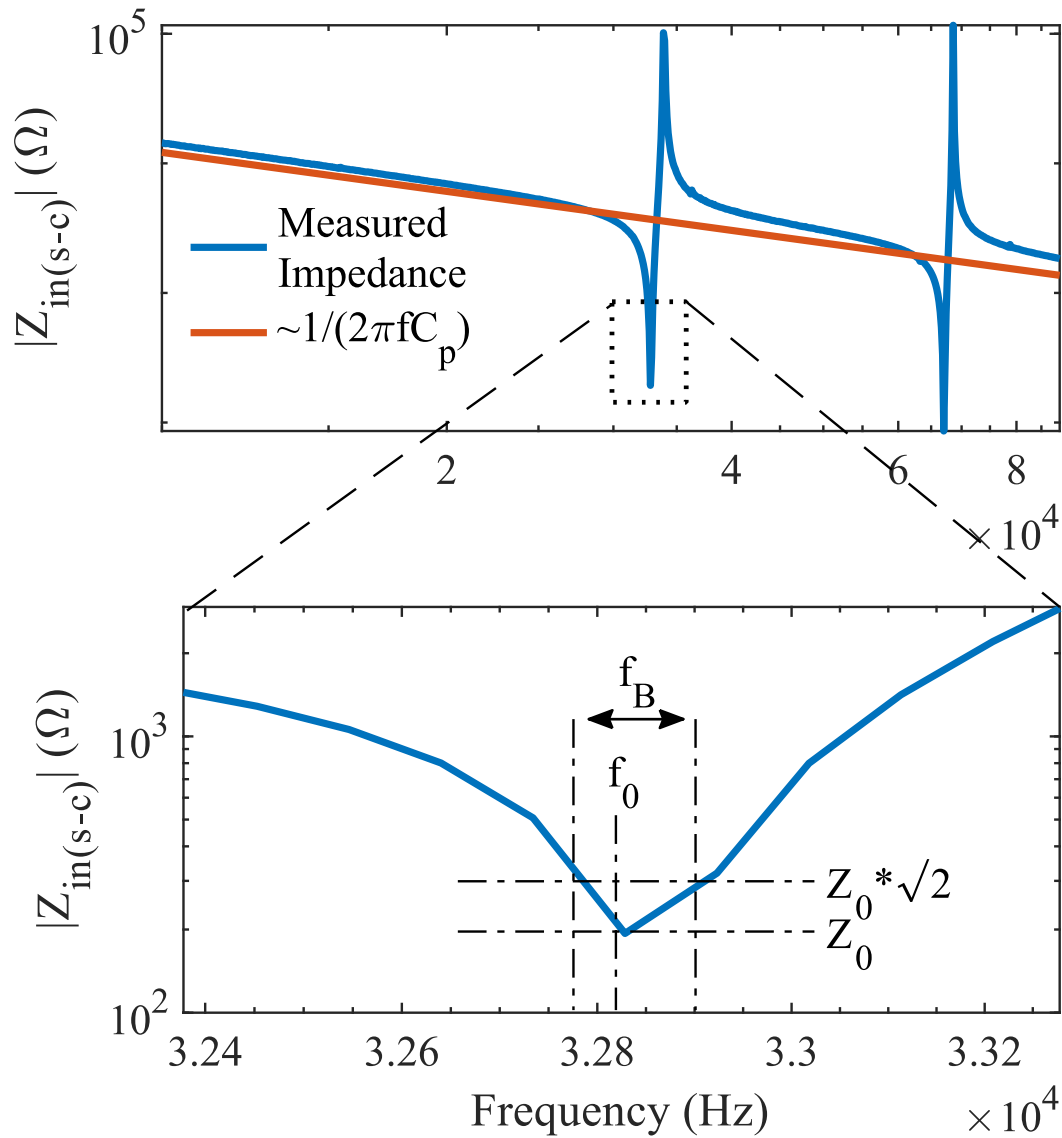 10^5
|Z_in(s-c)| (Ω)
Measured
Impedance
~1/(2πfC_p)
2 4 6 8
×10^4
10^3
10^2
|Z_in(s-c)| (Ω)
f_B
f_0
Z_0*√2
Z_0
3.24 3.26 3.28 3.3 3.32
Frequency (Hz) ×10^4